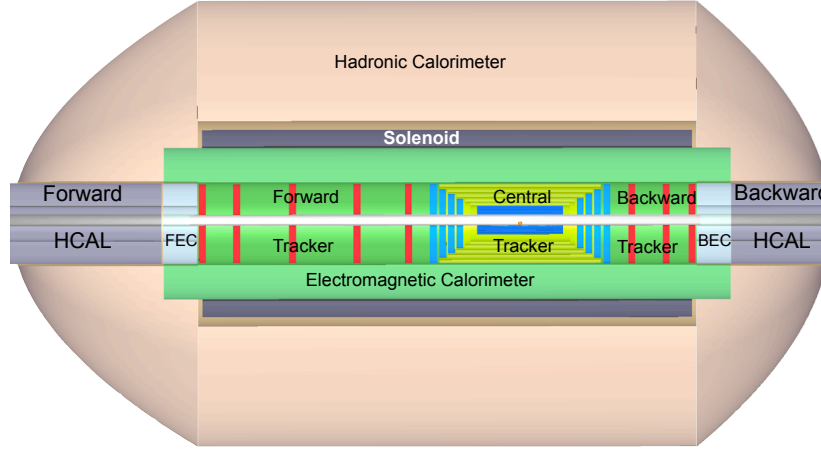 Hadronic Calorimeter
Solenoid
Forward Forward Central Backward Backward
HCAL FEC Tracker Tracker Tracker BEC HCAL
Electromagnetic Calorimeter